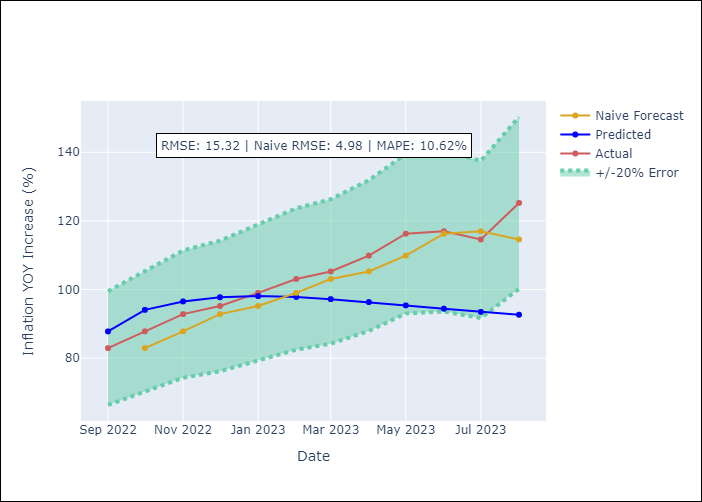 RMSE: 15.32 | Naive RMSE: 4.98 | MAPE: 10.62%
Naive Forecast
Predicted
Actual
+/-20% Error
Inflation YOY Increase (%)
140
120
100
80
Sep 2022
Nov 2022
Jan 2023
Mar 2023
May 2023
Jul 2023
Date